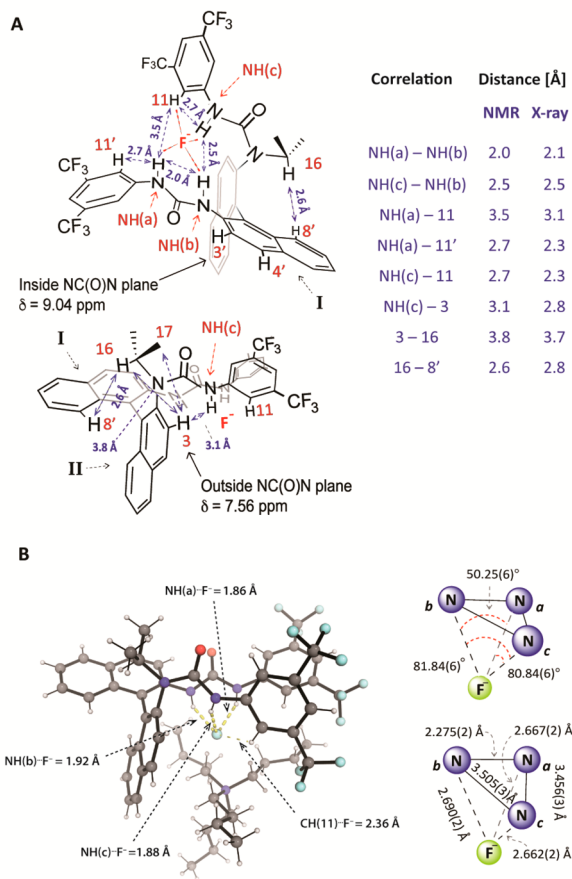 A
CF₃
F₃C
NH(c)
11
H
2.7 Å
N
H
O
3.5 Å
F⁻
11'
H
2.7 Å
H
2.5 Å
N
H
16
CF₃
N
2.0 Å
H
N
2.6 Å
CF₃
NH(a)
O
NH(b)
H
8'
3'
H
H
4'
I
Inside NC(O)N plane
δ = 9.04 ppm
Correlation Distance [Å]
NMR X-ray
NH(a) – NH(b) 2.0 2.1
NH(c) – NH(b) 2.5 2.5
NH(a) – 11 3.5 3.1
NH(a) – 11' 2.7 2.3
NH(c) – 11 2.7 2.3
NH(c) – 3 3.1 2.8
3 – 16 3.8 3.7
16 – 8' 2.6 2.8
I
16
17
NH(c)
CF₃
H
O
N
N
H
2.6 Å
H
8'
F⁻
H11
CF₃
H
3
3.8 Å
3.1 Å
II
Outside NC(O)N plane
δ = 7.56 ppm
B
NH(a)–F⁻= 1.86 Å
NH(b)–F⁻= 1.92 Å
NH(c)–F⁻= 1.88 Å
CH(11)–F⁻= 2.36 Å
50.25(6)°
b
N
N
a
N
c
81.84(6)°
80.84(6)°
F⁻
2.275(2) Å
2.667(2) Å
b
N
N
a
3.505(3)Å
3.456(3) Å
N
c
2.690(2) Å
F⁻
2.662(2) Å